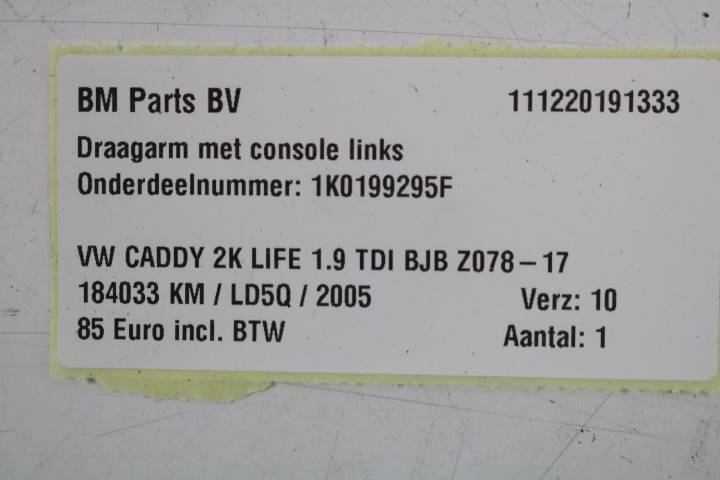 BM Parts BV 111220191333
Draagarm met console links
Onderdeelnummer: 1K0199295F
VW CADDY 2K LIFE 1.9 TDI BJB Z078-17
184033 KM / LD5Q / 2005 Verz: 10
85 Euro incl. BTW Aantal: 1